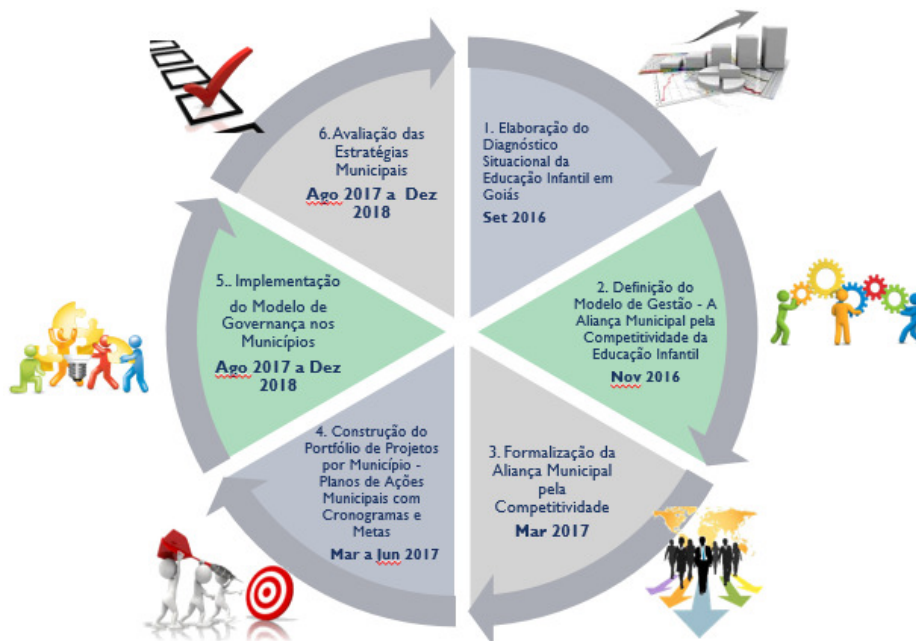 1. Elaboração do
Diagnóstico
Situacional da
Educação Infantil em
Goiás
Set 2016
2. Definição do
Modelo de Gestão - A
Aliança Municipal pela
Competitividade da
Educação Infantil
Nov 2016
3. Formalização da
Aliança Municipal
pela
Competitividade
Mar 2017
4. Construção do
Portfólio de Projetos
por Município -
Planos de Ações
Municipais com
Cronogramas e
Metas
Mar a Jun 2017
5.. Implementação
do Modelo de
Governança nos
Municípios
Ago 2017 a Dez
2018
6. Avaliação das
Estratégias
Municipais
Ago 2017 a Dez
2018